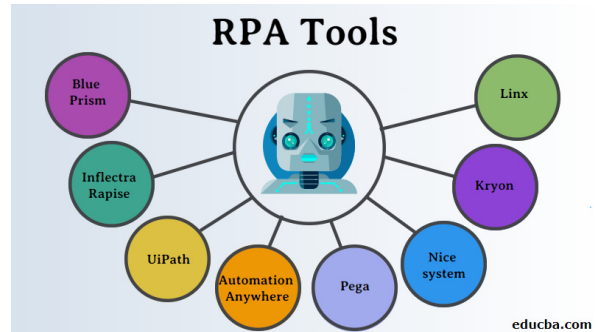 RPA Tools
Blue
Prism
Linx
Inflectra
Rapise
Kryon
UiPath
Automation
Anywhere
Pega
Nice
system
educba.com